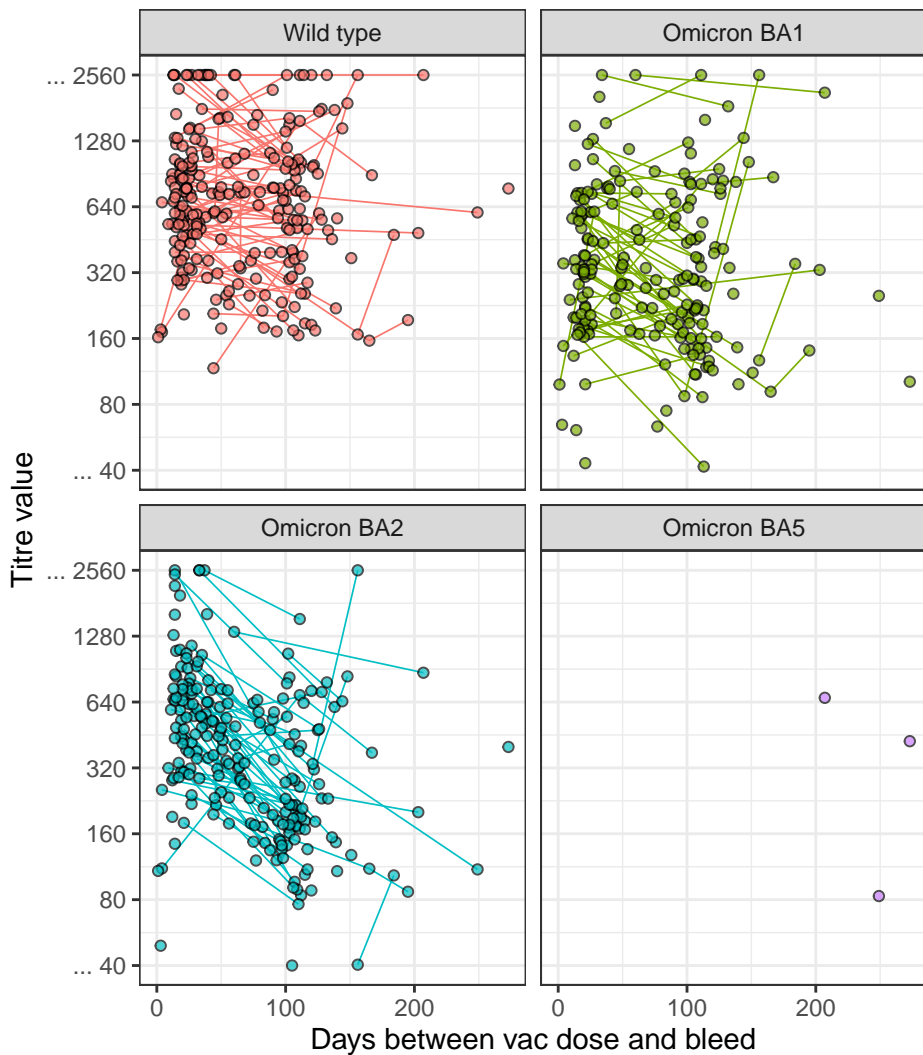 Wild type
Omicron BA1
... 2560
1280
640
320
160
80
... 40
Omicron BA2
Omicron BA5
... 2560
1280
640
320
160
80
... 40
Titre value
0 100 200
0 100 200
Days between vac dose and bleed